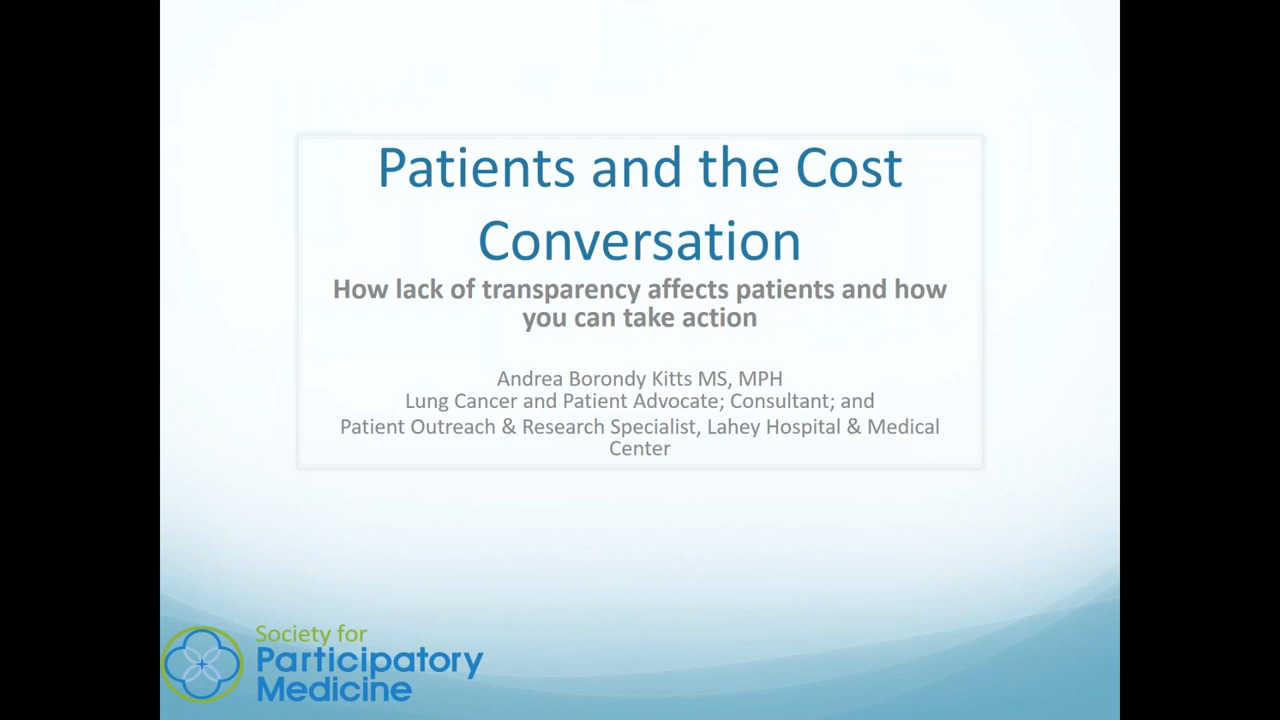 Patients and the Cost
Conversation
How lack of transparency affects patients and how
you can take action
Andrea Borondy Kitts MS, MPH
Lung Cancer and Patient Advocate; Consultant; and
Patient Outreach & Research Specialist, Lahey Hospital & Medical
Center
Society for
Participatory
Medicine